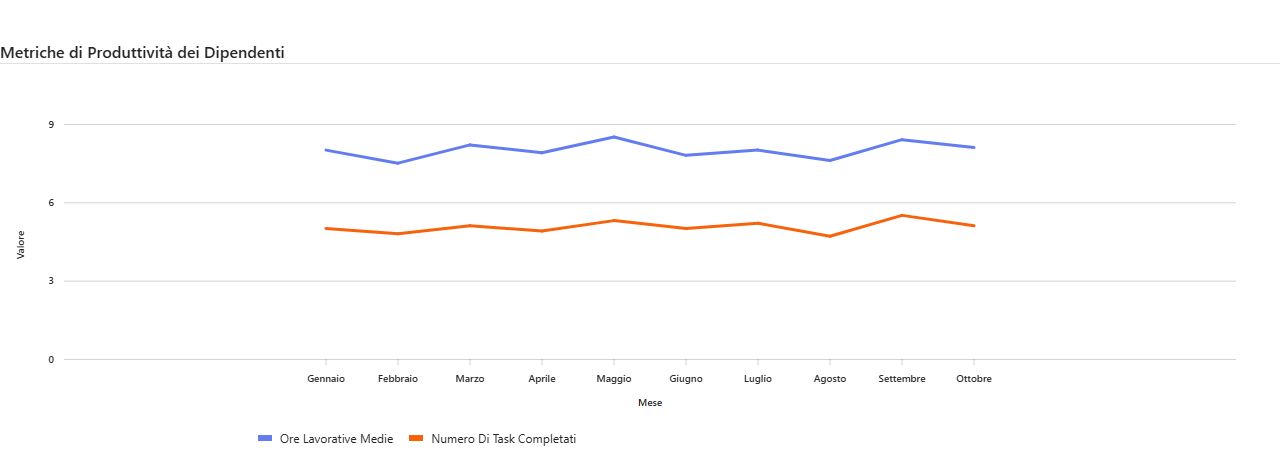 Metriche di Produttività dei Dipendenti
9
6
3
0
Valore
Gennaio Febbraio Marzo Aprile Maggio Giugno Luglio Agosto Settembre Ottobre
Mese
Ore Lavorative Medie Numero Di Task Completati